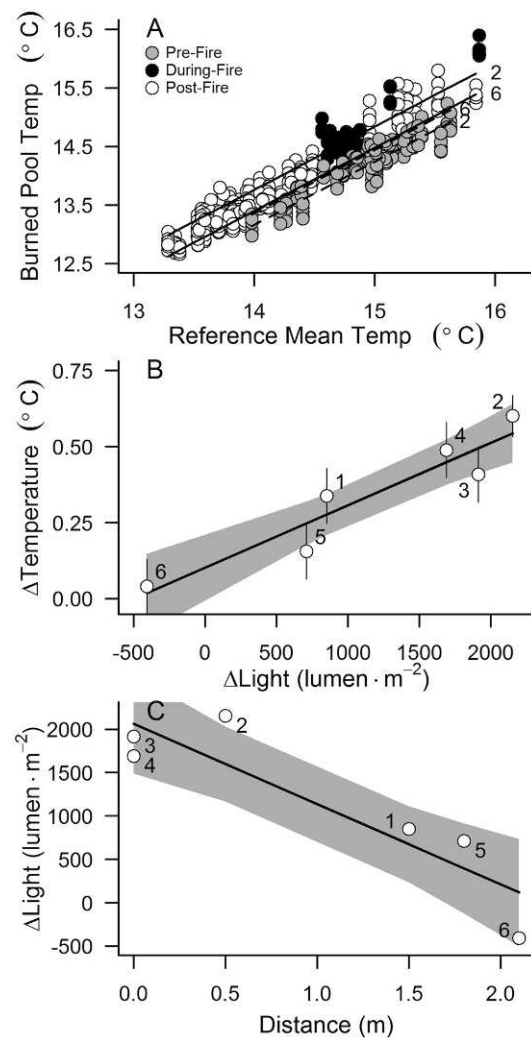 A
Pre-Fire
During-Fire
Post-Fire
Burned Pool Temp (° C)
16.5
15.5
14.5
13.5
12.5
2
6
6
2
13 14 15 16
Reference Mean Temp (° C)
B
ΔTemperature (° C)
0.75
0.50
0.25
0.00
2
4
3
1
5
6
-500 0 500 1000 1500 2000
ΔLight (lumen · m⁻²)
C
ΔLight (lumen · m⁻²)
2000
1500
1000
500
0
-500
2
3
4
1
5
6
0.0 0.5 1.0 1.5 2.0
Distance (m)